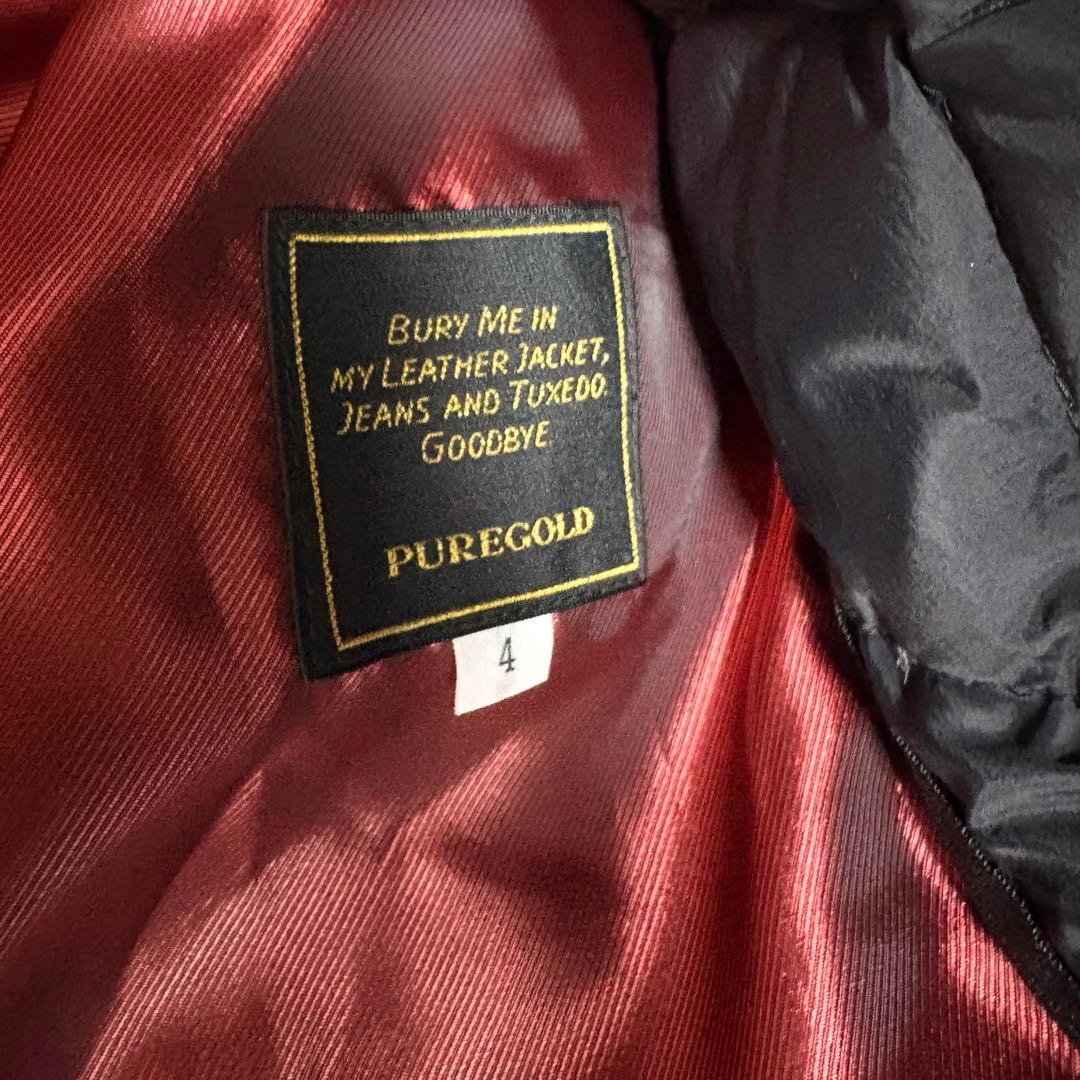 BURY ME IN
MY LEATHER JACKET,
JEANS AND TUXEDO.
GOODBYE
PUREGOLD
4